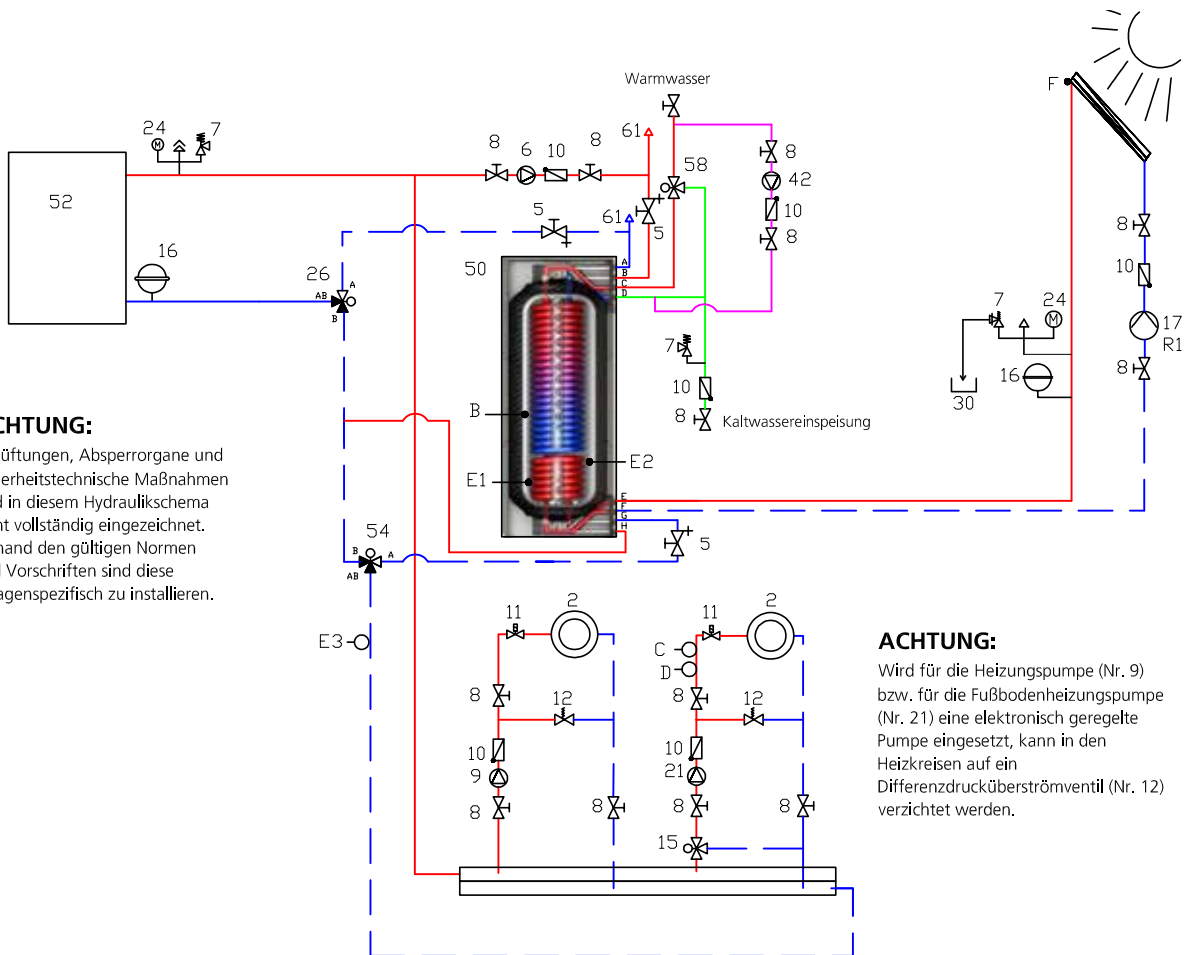 Warmwasser
F
24
7
8
6
10
8
61
58
8
42
10
8
52
5
61
5
16
26
AB
A
B
50
A
B
C
D
7
10
8
Kaltwassereinspeisung
8
10
17
R1
8
7
24
16
30
B
E1
E2
E
F
G
H
5
CHTUNG:
üftungen, Absperrorgane und
erheitstechnische Maßnahmen
d in diesem Hydraulikschema
ht vollständig eingezeichnet.
hand den gültigen Normen
l Vorschriften sind diese
agenspezifisch zu installieren.
54
B
A
AB
E3
11
2
8
12
10
9
8
8
11
2
C
D
8
12
10
21
8
8
15
ACHTUNG:
Wird für die Heizungspumpe (Nr. 9)
bzw. für die Fußbodenheizungspumpe
(Nr. 21) eine elektronisch geregelte
Pumpe eingesetzt, kann in den
Heizkreisen auf ein
Differenzdrucküberströmventil (Nr. 12)
verzichtet werden.